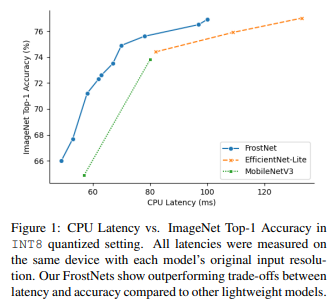 76
74
72
70
68
66
ImageNet Top-1 Accuracy (%)
FrostNet
EfficientNet-Lite
MobileNetV3
60
80
100
120
CPU Latency (ms)
Figure 1: CPU Latency vs. ImageNet Top-1 Accuracy in
INT8 quantized setting. All latencies were measured on
the same device with each model's original input resolu-
tion. Our FrostNets show outperforming trade-offs between
latency and accuracy compared to other lightweight models.